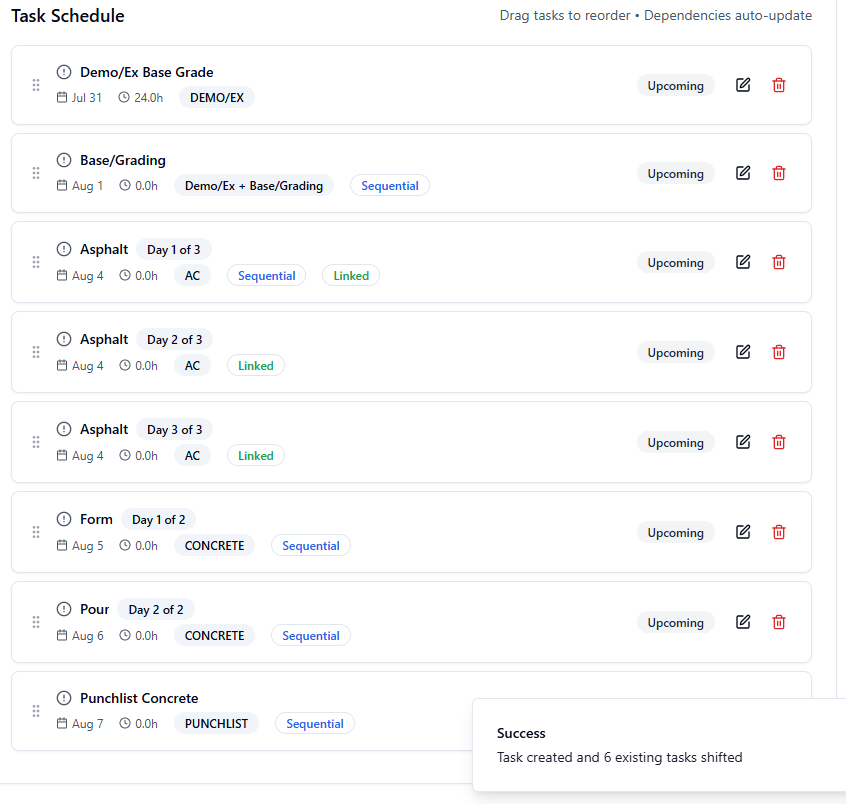 Task Schedule
Drag tasks to reorder • Dependencies auto-update
Demo/Ex Base Grade
Jul 31 24.0h DEMO/EX
Upcoming
Base/Grading
Aug 1 0.0h Demo/Ex + Base/Grading Sequential
Upcoming
Asphalt Day 1 of 3
Aug 4 0.0h AC Sequential Linked
Upcoming
Asphalt Day 2 of 3
Aug 4 0.0h AC Linked
Upcoming
Asphalt Day 3 of 3
Aug 4 0.0h AC Linked
Upcoming
Form Day 1 of 2
Aug 5 0.0h CONCRETE Sequential
Upcoming
Pour Day 2 of 2
Aug 6 0.0h CONCRETE Sequential
Upcoming
Punchlist Concrete
Aug 7 0.0h PUNCHLIST Sequential
Success
Task created and 6 existing tasks shifted